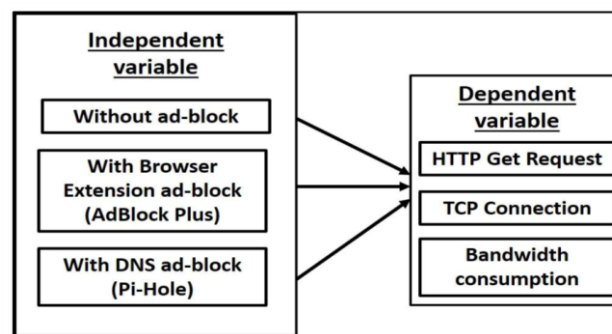 Independent
variable
Without ad-block
With Browser
Extension ad-block
(AdBlock Plus)
With DNS ad-block
(Pi-Hole)
Dependent
variable
HTTP Get Request
TCP Connection
Bandwidth
consumption